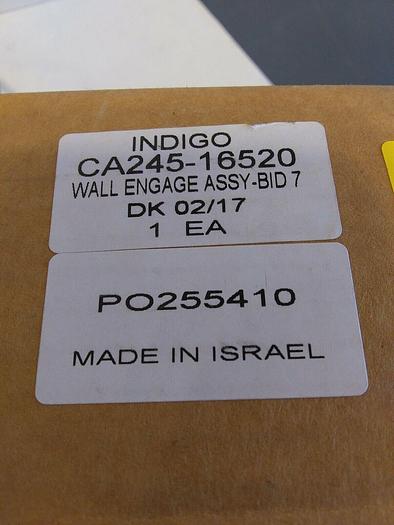 INDIGO
CA245-16520
WALL ENGAGE ASSY-BID 7
DK 02/17
1 EA
PO255410
MADE IN ISRAEL